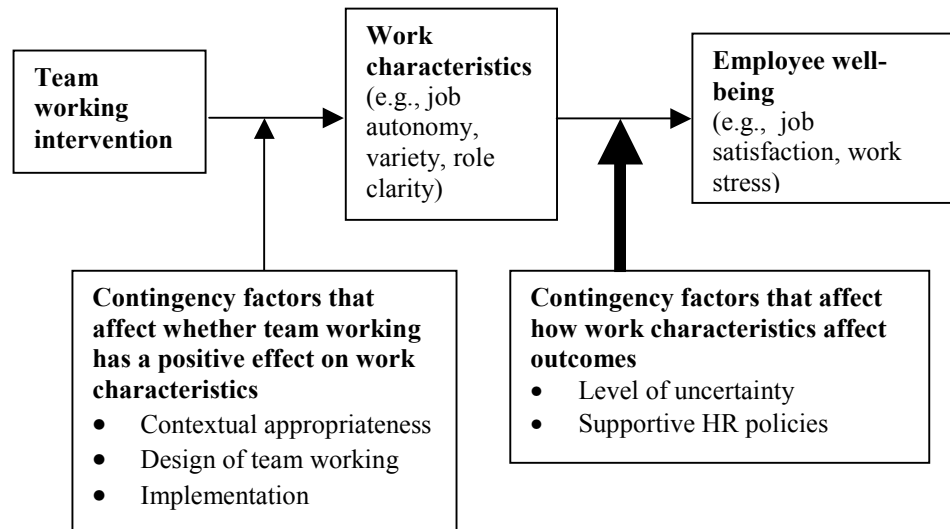 Team
working
intervention
Work
characteristics
(e.g., job
autonomy,
variety, role
clarity)
Employee well-
being
(e.g.,  job
satisfaction, work
stress)
Contingency factors that
affect whether team working
has a positive effect on work
characteristics
• Contextual appropriateness
• Design of team working
• Implementation
Contingency factors that affect
how work characteristics affect
outcomes
• Level of uncertainty
• Supportive HR policies